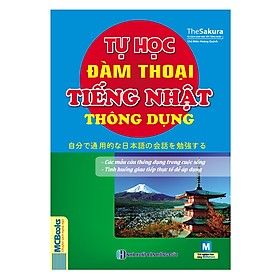 TheSakura
TỰ HỌC
ĐÀM THOẠI
TIẾNG NHẬT
THÔNG DỤNG
自分で通用的な日本語の会話を勉強する
- Các mẫu câu thông dụng trong cuộc sống
- Tình huống giao tiếp thực tế dễ áp dụng
MCBooks